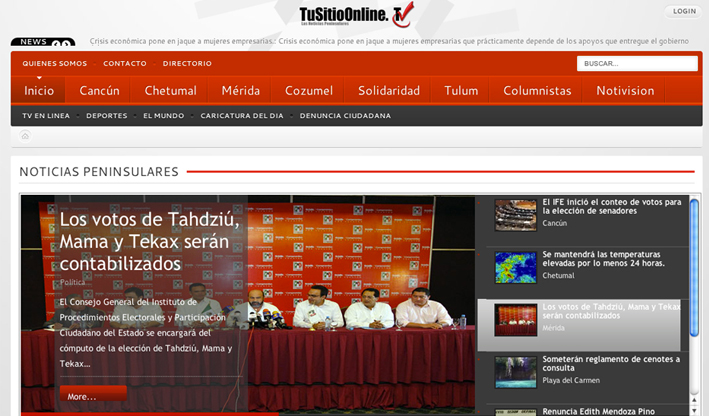 TuSitioOnline.Tv
Las Noticias Peninsulares
LOGIN
NEWS
Crisis económica pone en jaque a mujeres empresarias.: Crisis económica pone en jaque a mujeres empresarias que prácticamente depende de los apoyos que entregue el gobierno
QUIENES SOMOS
CONTACTO
DIRECTORIO
BUSCAR...
Inicio
Cancún
Chetumal
Mérida
Cozumel
Solidaridad
Tulum
Columnistas
Notivision
TV EN LINEA
DEPORTES
EL MUNDO
CARICATURA DEL DIA
DENUNCIA CIUDADANA
NOTICIAS PENINSULARES
Los votos de Tahdziú,
Mama y Tekax serán
contabilizados
Política
El Consejo General del Instituto de
Procedimientos Electorales y Participación
Ciudadano del Estado se encargará del
cómputo de la elección de Tahdziú, Mama y
Tekax...
More...
El IFE inició el conteo de votos para
la elección de senadores
Cancún
Se mantendrá las temperaturas
elevadas por lo menos 24 horas.
Chetumal
Los votos de Tahdziú, Mama y Tekax
serán contabilizados
Mérida
Someterán reglamento de cenotes a
consulta
Playa del Carmen
Renuncia Edith Mendoza Pino